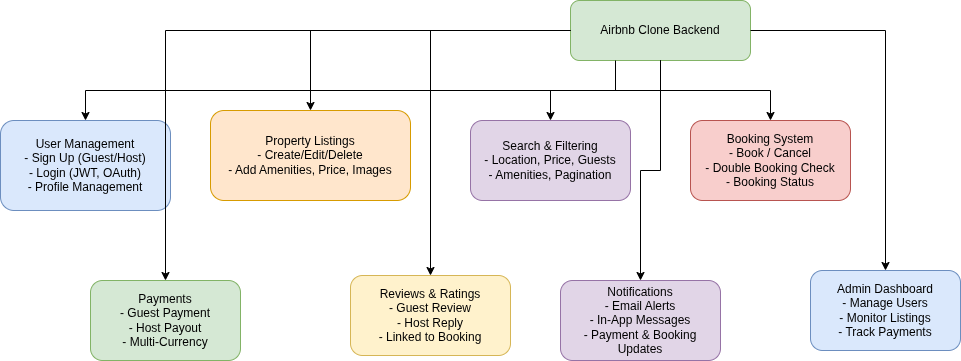 Airbnb Clone Backend
User Management
- Sign Up (Guest/Host)
- Login (JWT, OAuth)
- Profile Management
Property Listings
- Create/Edit/Delete
- Add Amenities, Price, Images
Search & Filtering
- Location, Price, Guests
- Amenities, Pagination
Booking System
- Book / Cancel
- Double Booking Check
- Booking Status
Payments
- Guest Payment
- Host Payout
- Multi-Currency
Reviews & Ratings
- Guest Review
- Host Reply
- Linked to Booking
Notifications
- Email Alerts
- In-App Messages
- Payment & Booking
Updates
Admin Dashboard
- Manage Users
- Monitor Listings
- Track Payments